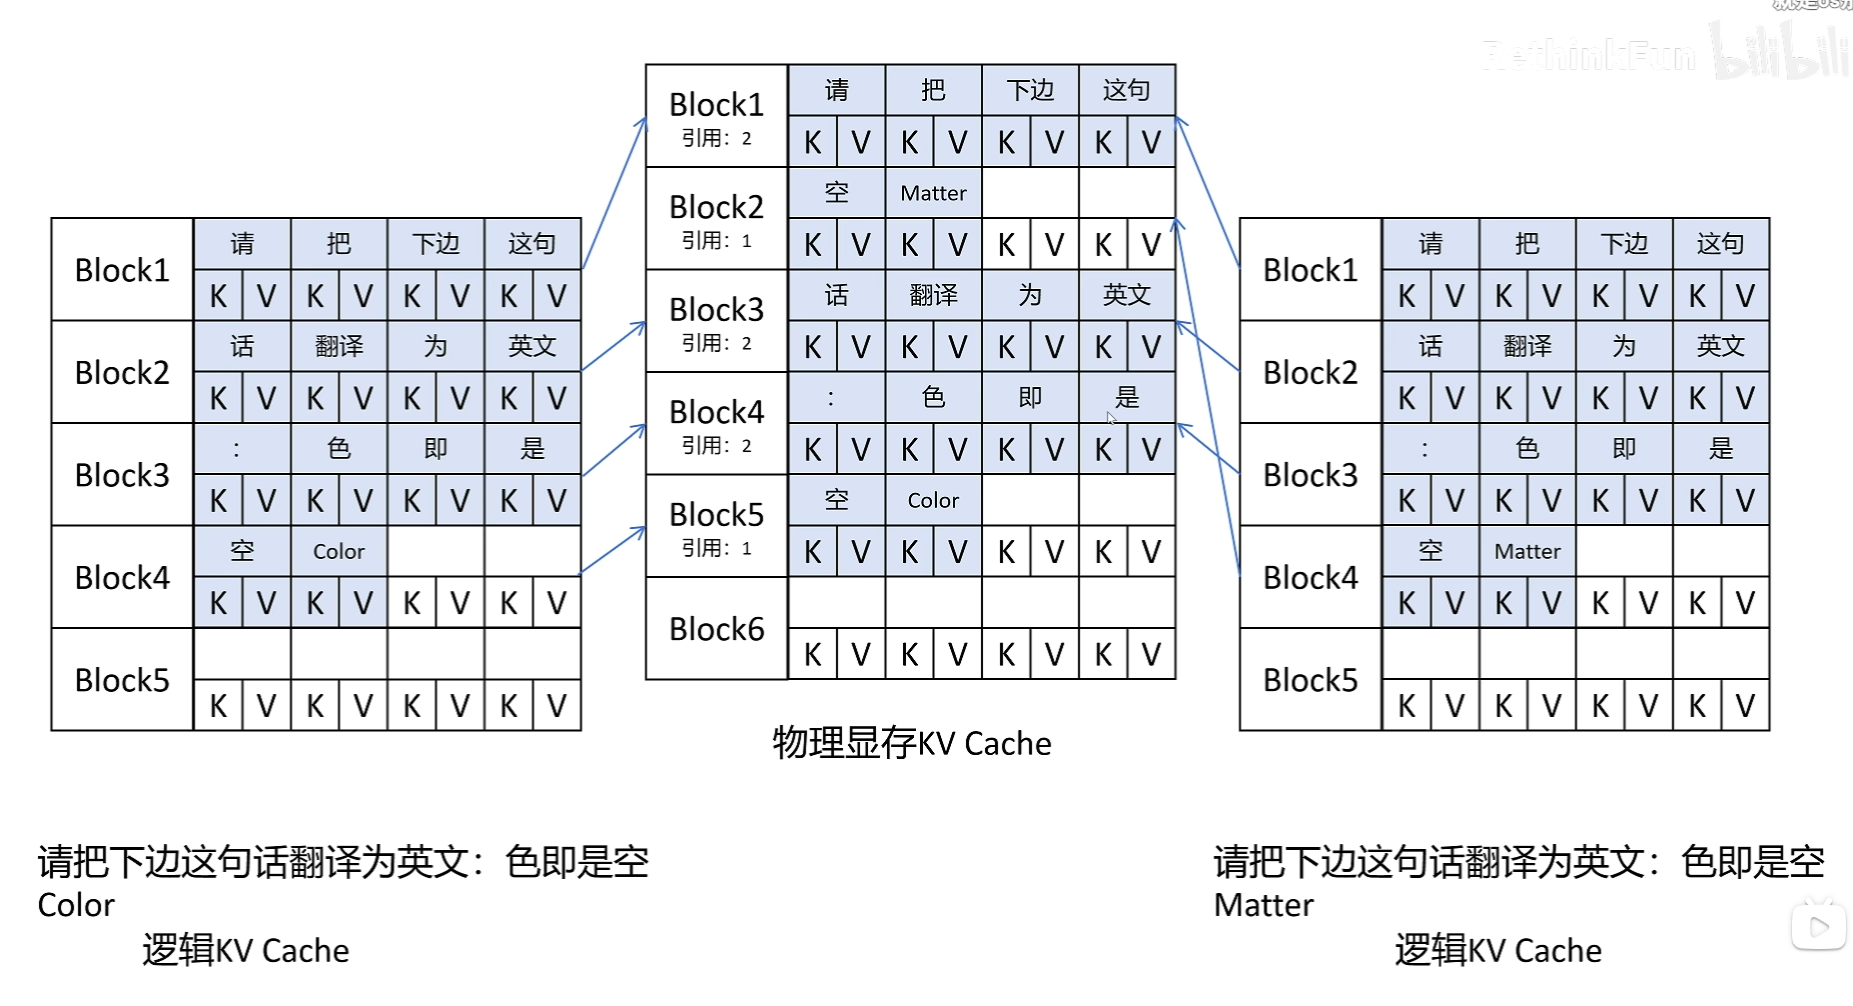 RethinkFun bilibili
Block1 请 把 下边 这句
K V K V K V K V
Block2 话 翻译 为 英文
K V K V K V K V
Block3 : 色 即 是
K V K V K V K V
Block4 空 Color
K V K V K V K V
Block5
K V K V K V K V
请把下边这句话翻译为英文：色即是空
Color
逻辑KV Cache
Block1 请 把 下边 这句
引用：2 K V K V K V K V
Block2 空 Matter
引用：1 K V K V K V K V
Block3 话 翻译 为 英文
引用：2 K V K V K V K V
Block4 : 色 即 是
引用：2 K V K V K V K V
Block5 空 Color
引用：1 K V K V K V K V
Block6
K V K V K V K V
物理显存KV Cache
Block1 请 把 下边 这句
K V K V K V K V
Block2 话 翻译 为 英文
K V K V K V K V
Block3 : 色 即 是
K V K V K V K V
Block4 空 Matter
K V K V K V K V
Block5
K V K V K V K V
请把下边这句话翻译为英文：色即是空
Matter
逻辑KV Cache